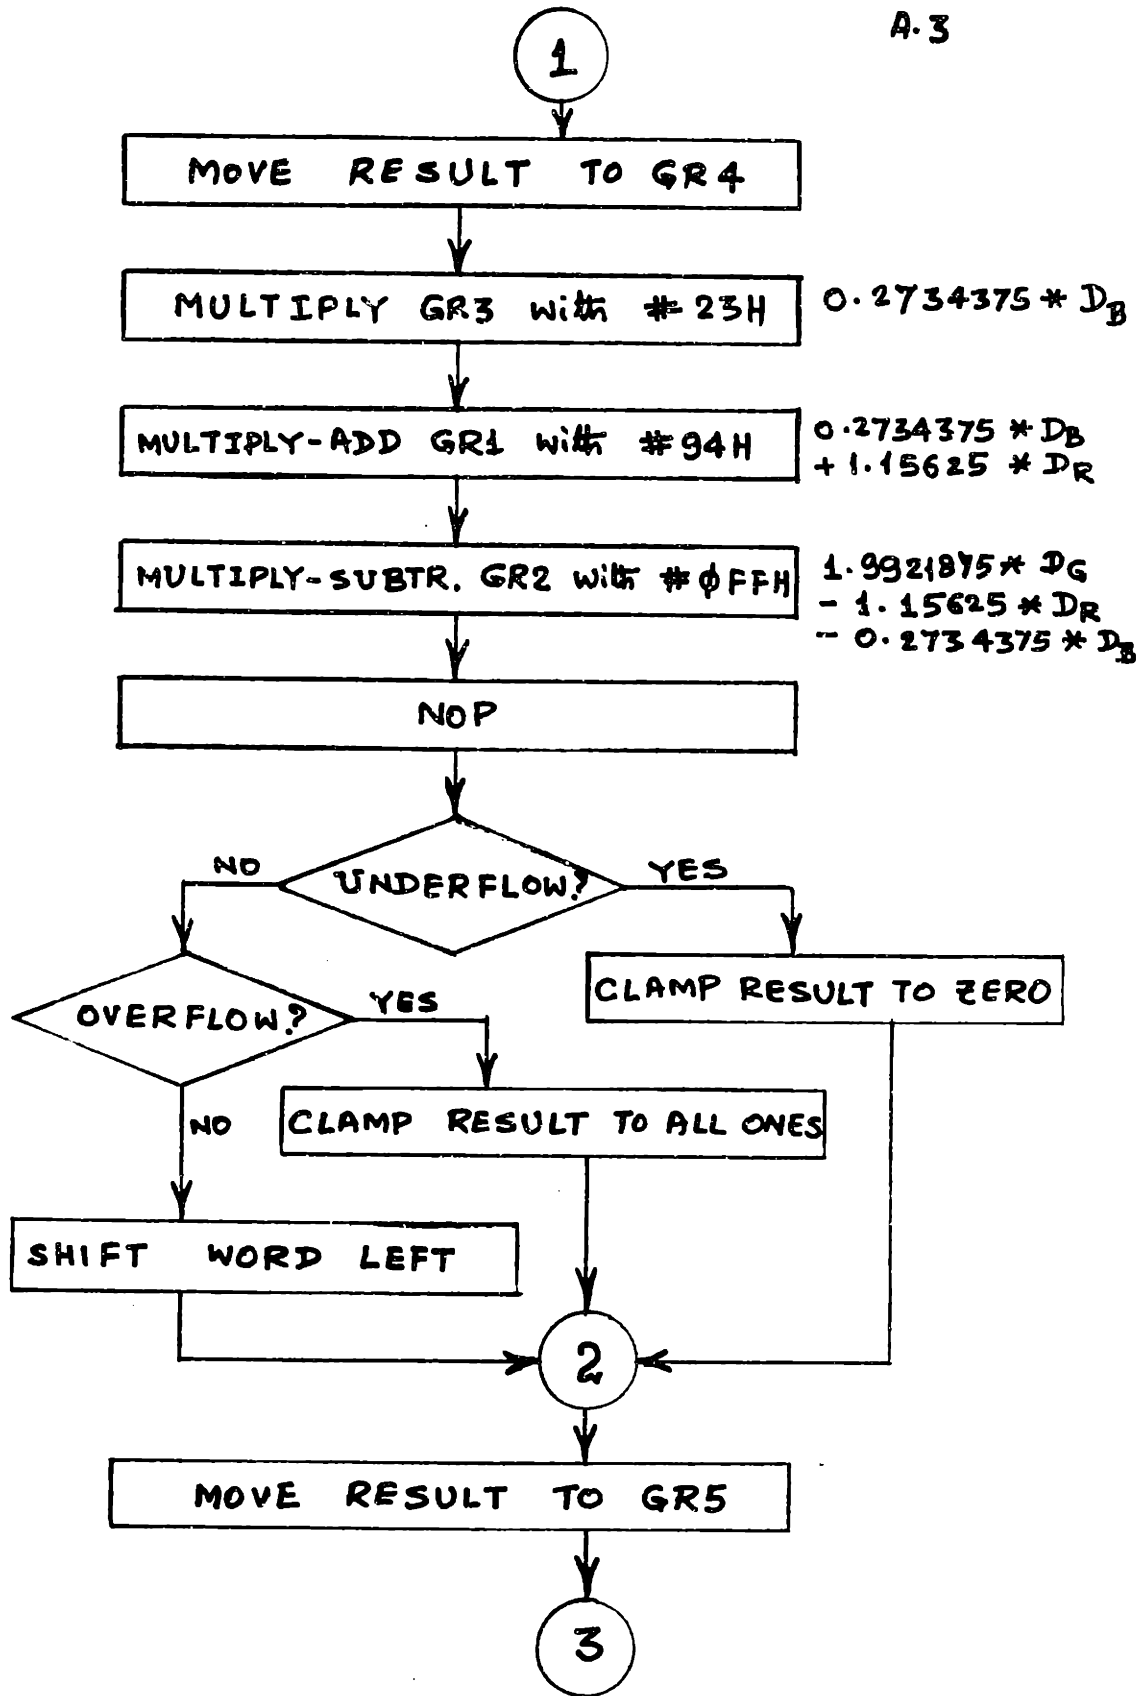 A.3
1
MOVE RESULT TO GR4
MULTIPLY GR3 with #23H
0.2734375 * DB
MULTIPLY-ADD GR1 with #94H
0.2734375 * DB
+ 1.15625 * DR
MULTIPLY-SUBTR. GR2 with #φFFH
1.9921875 * DG
- 1.15625 * DR
- 0.2734375 * DB
NOP
NO
UNDERFLOW?
YES
CLAMP RESULT TO ZERO
OVERFLOW?
YES
NO
CLAMP RESULT TO ALL ONES
SHIFT WORD LEFT
2
MOVE RESULT TO GR5
3